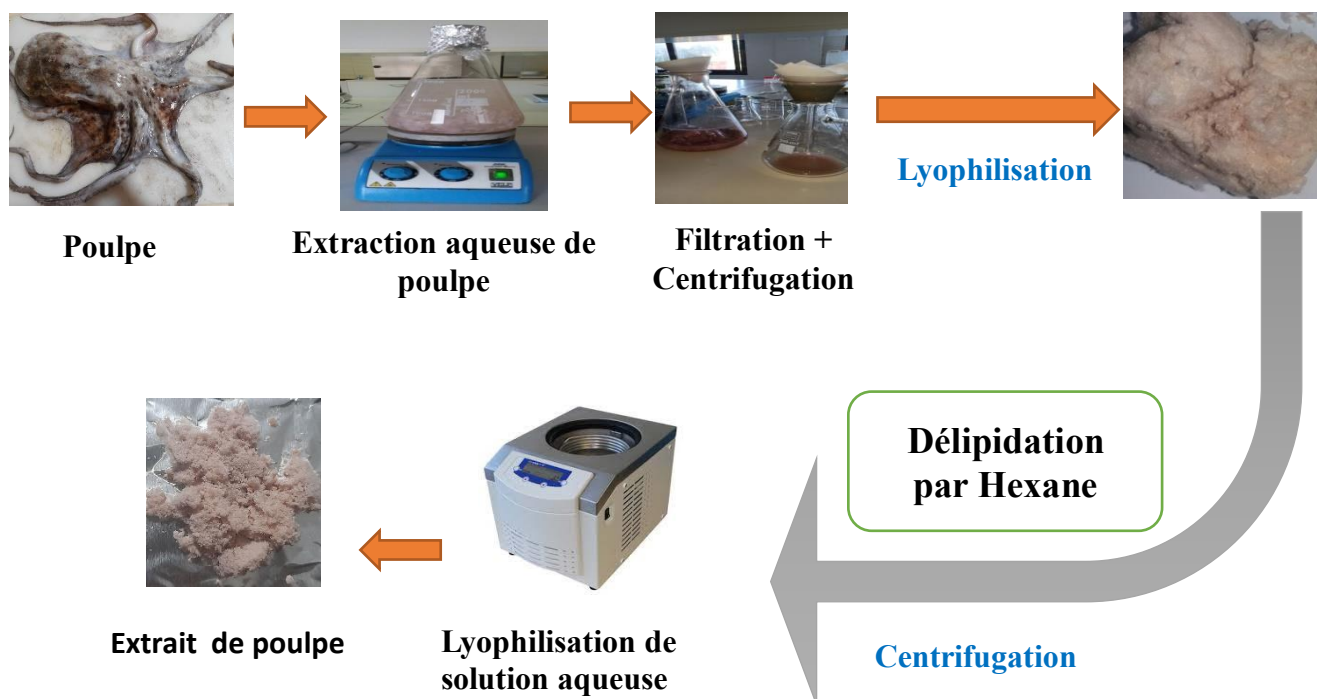 Poulpe
Extraction aqueuse de
poulpe
Filtration +
Centrifugation
Lyophilisation
Délipidation
par Hexane
Centrifugation
Lyophilisation de
solution aqueuse
Extrait de poulpe